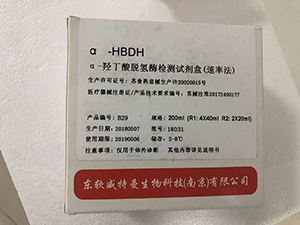 α -HBDH
α-羟丁酸脱氢酶检测试剂盒(速率法)
生产许可证号：苏食药监械生产许20020015号
医疗器械注册证/产品技术要求编号：苏械注准20172400177
产品编号：B29 规格：200ml (R1: 4X40ml R2: 2X20ml)
生产日期：20180507 批号：18031
使用期限：20190506 储存：2-8℃
注意事项：仅用于体外诊断 其他内容详见说明书
东软威特曼生物科技(南京)有限公司